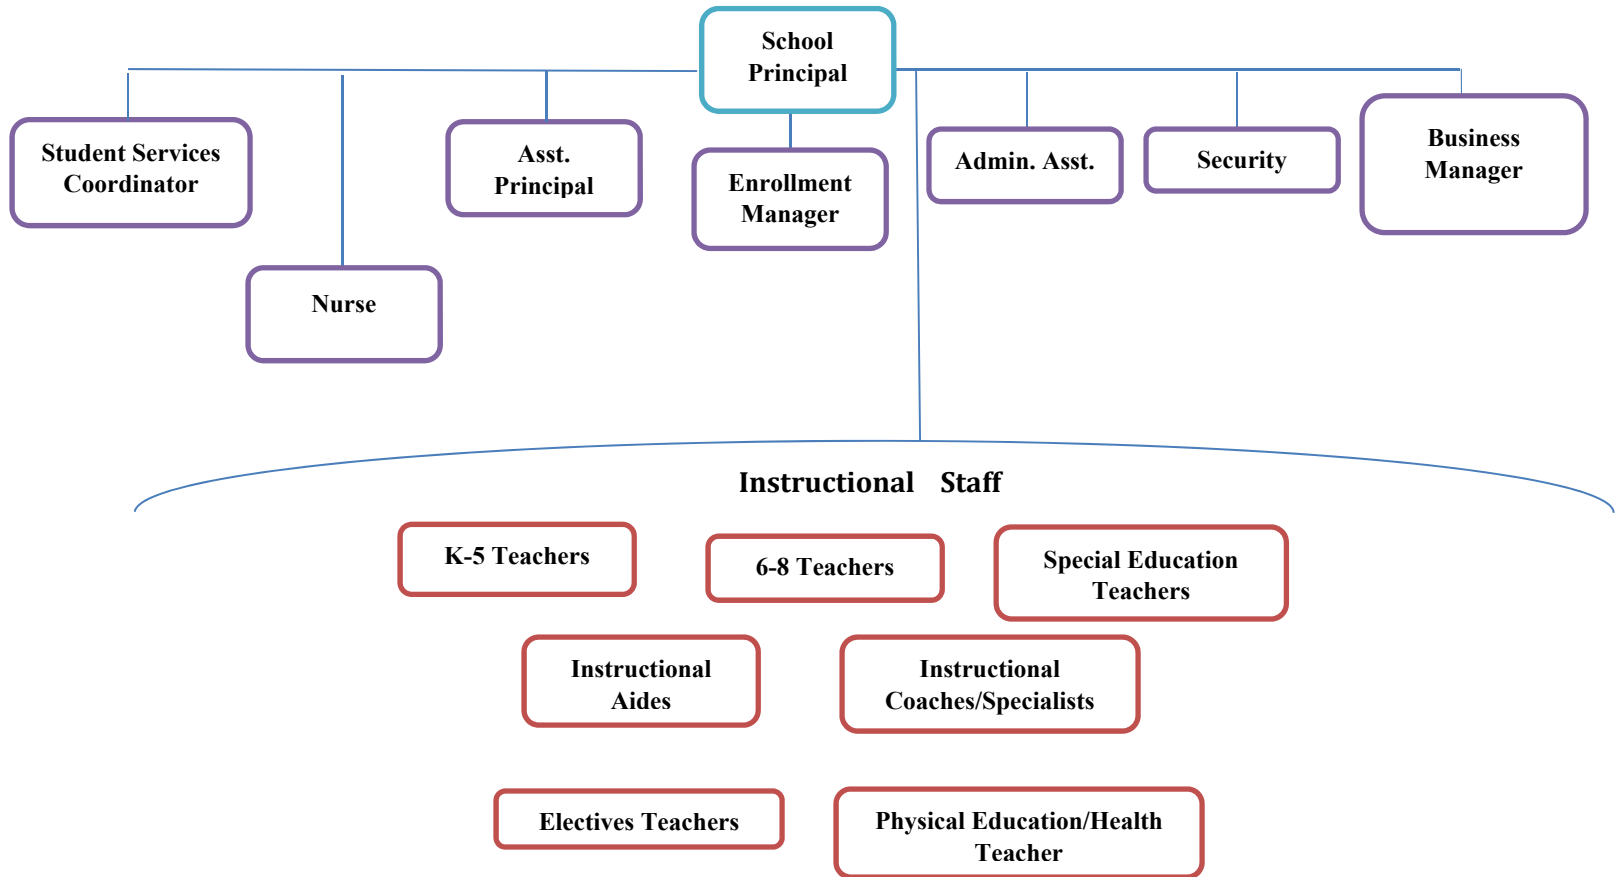 School
Principal
Student Services
Coordinator
Asst.
Principal
Enrollment
Manager
Admin. Asst.
Security
Business
Manager
Nurse
Instructional Staff
K-5 Teachers
6-8 Teachers
Special Education
Teachers
Instructional
Aides
Instructional
Coaches/Specialists
Electives Teachers
Physical Education/Health
Teacher